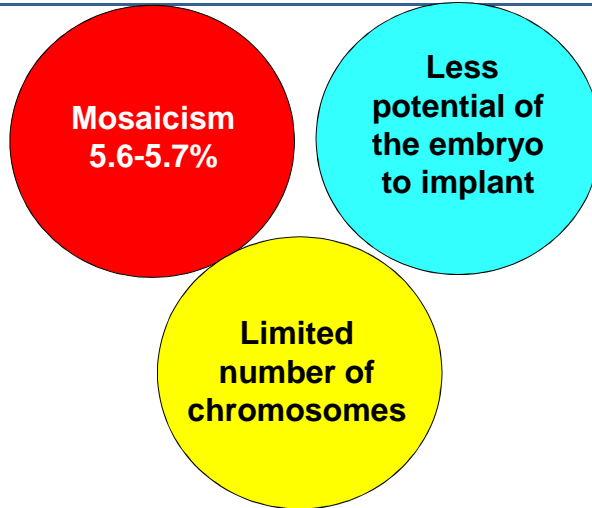 Mosaicism
5.6-5.7%
Less
potential of
the embryo
to implant
Limited
number of
chromosomes